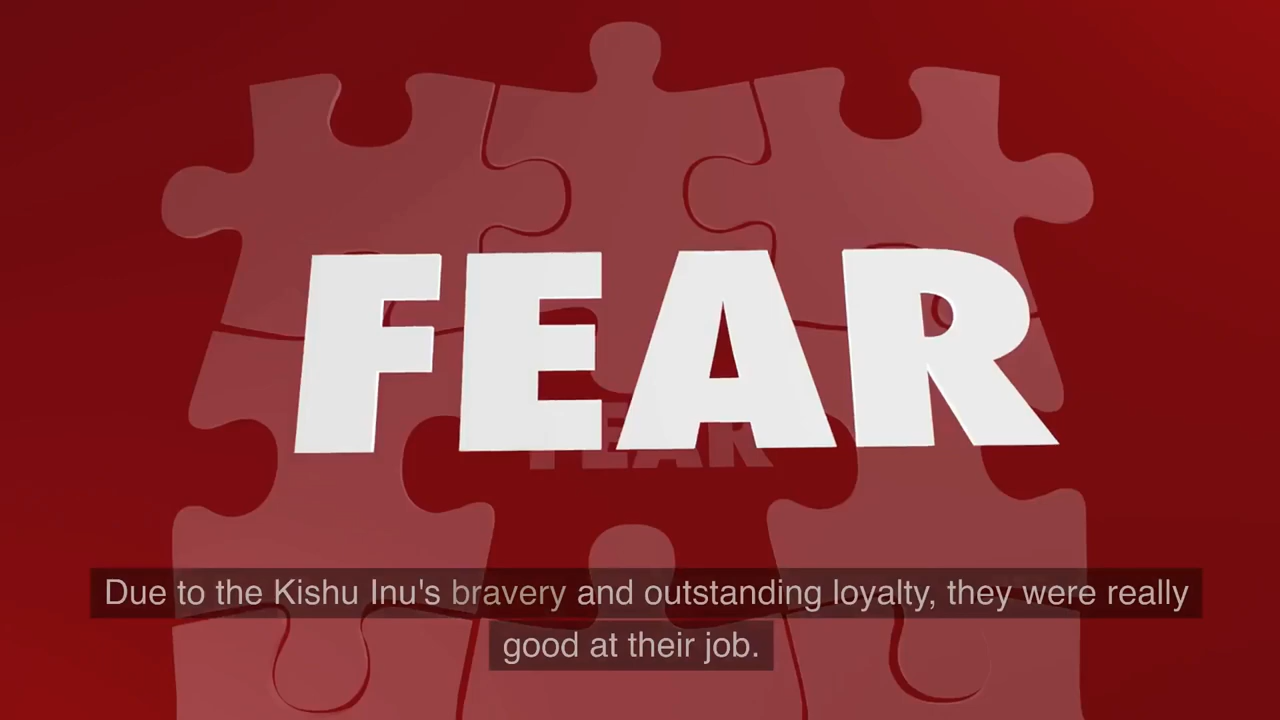 FEAR
FEAR
Due to the Kishu Inu's bravery and outstanding loyalty, they were really
good at their job.